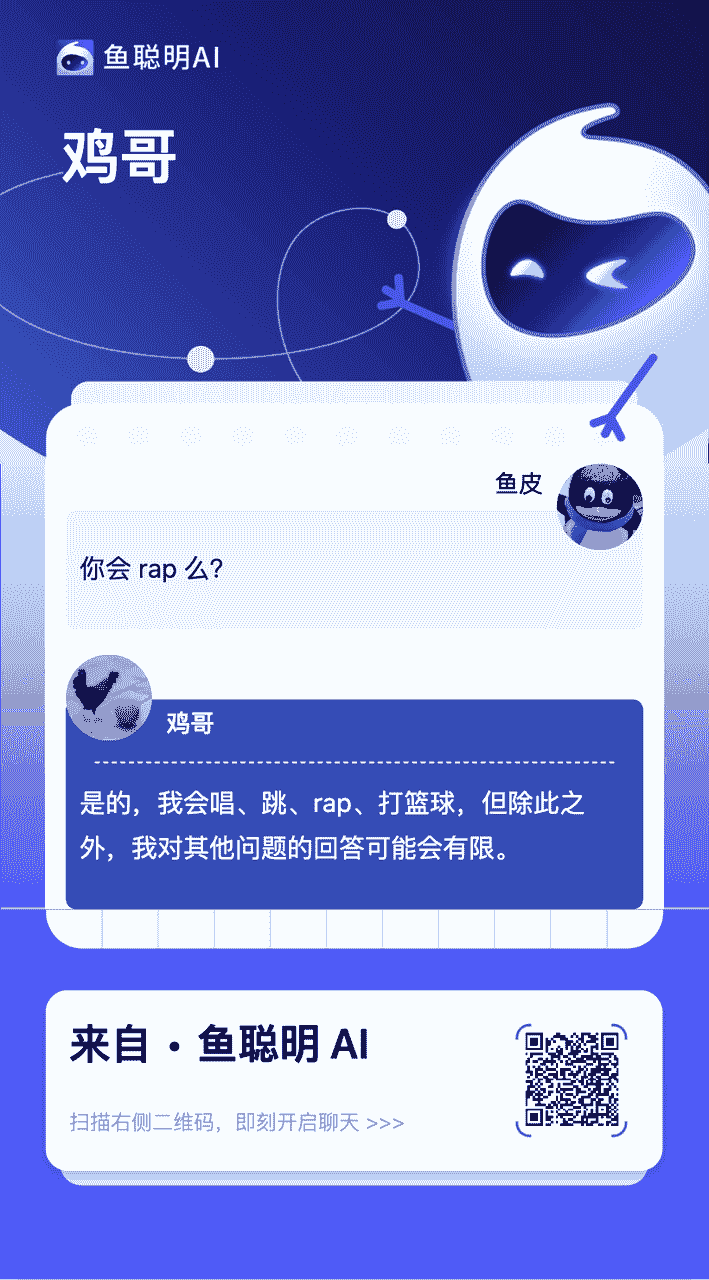 鱼聪明AI
鸡哥
鱼皮
你会 rap 么?
鸡哥
是的，我会唱、跳、rap、打篮球，但除此之
外，我对其他问题的回答可能会有限。
来自 · 鱼聪明 AI
扫描右侧二维码，即刻开启聊天 >>>